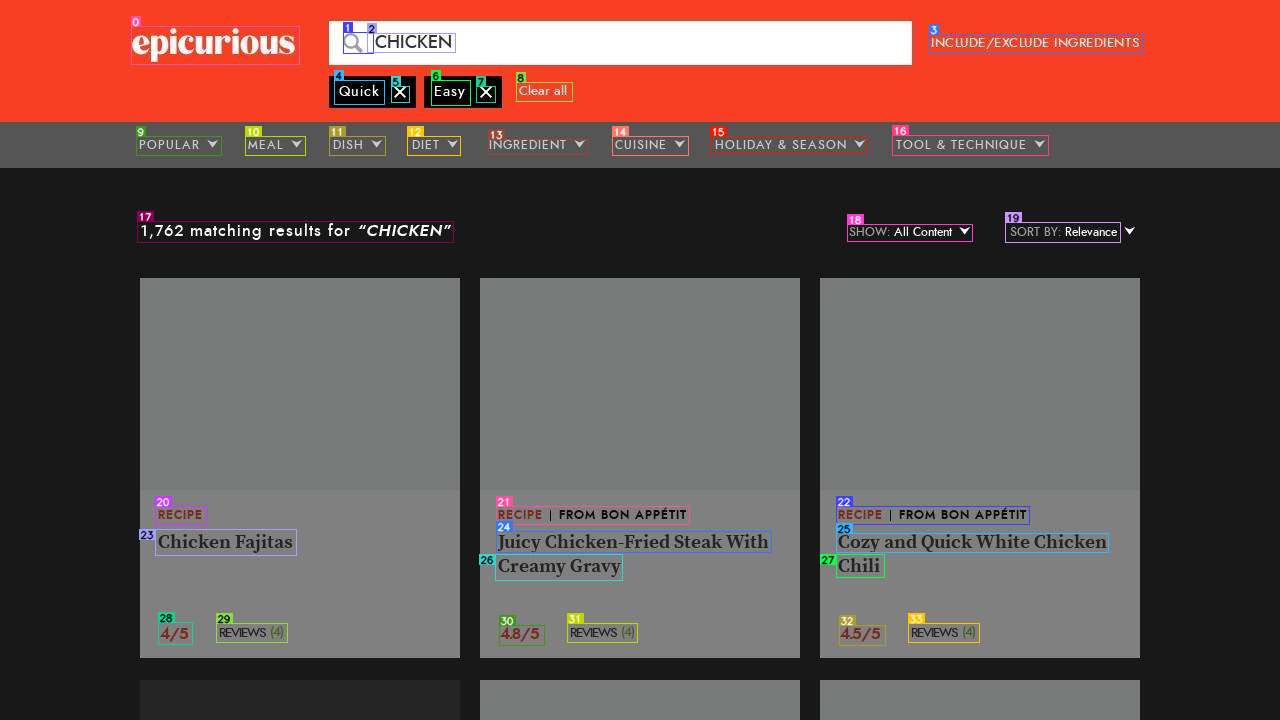 epicurious
CHICKEN
INCLUDE/EXCLUDE INGREDIENTS
Quick
Easy
Clear all
POPULAR
MEAL
DISH
DIET
INGREDIENT
CUISINE
HOLIDAY & SEASON
TOOL & TECHNIQUE
1,762 matching results for “CHICKEN”
SHOW: All Content
SORT BY: Relevance
RECIPE
Chicken Fajitas
4/5
REVIEWS (4)
RECIPE | FROM BON APPÉTIT
Juicy Chicken-Fried Steak With
Creamy Gravy
4.8/5
REVIEWS (4)
RECIPE | FROM BON APPÉTIT
Cozy and Quick White Chicken
Chili
4.5/5
REVIEWS (4)
0
1
2
3
4
5
6
7
8
9
10
11
12
13
14
15
16
17
18
19
20
21
22
23
24
25
26
27
28
29
30
31
32
33